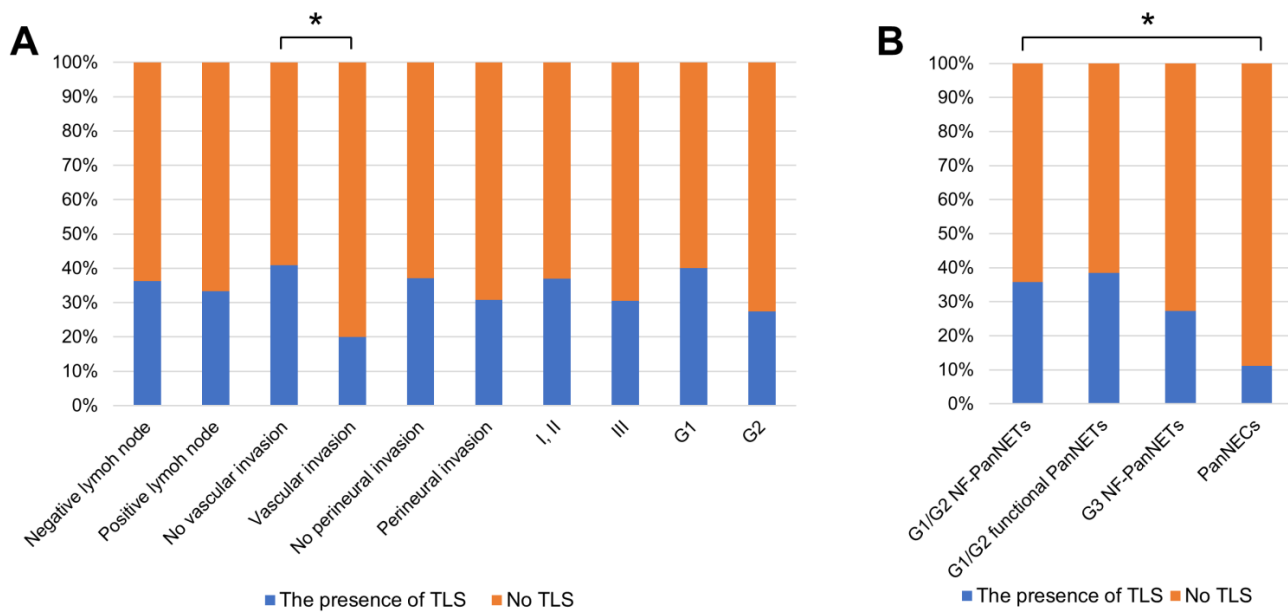 A
*
100%
90%
80%
70%
60%
50%
40%
30%
20%
10%
0%
Negative lymoh node
Positive lymoh node
No vascular invasion
Vascular invasion
No perineural invasion
Perineural invasion
I, II
III
G1
G2
The presence of TLS
No TLS
B
*
100%
90%
80%
70%
60%
50%
40%
30%
20%
10%
0%
G1/G2 NF-PanNETs
G1/G2 functional PanNETs
G3 NF-PanNETs
PanNECs
The presence of TLS
No TLS